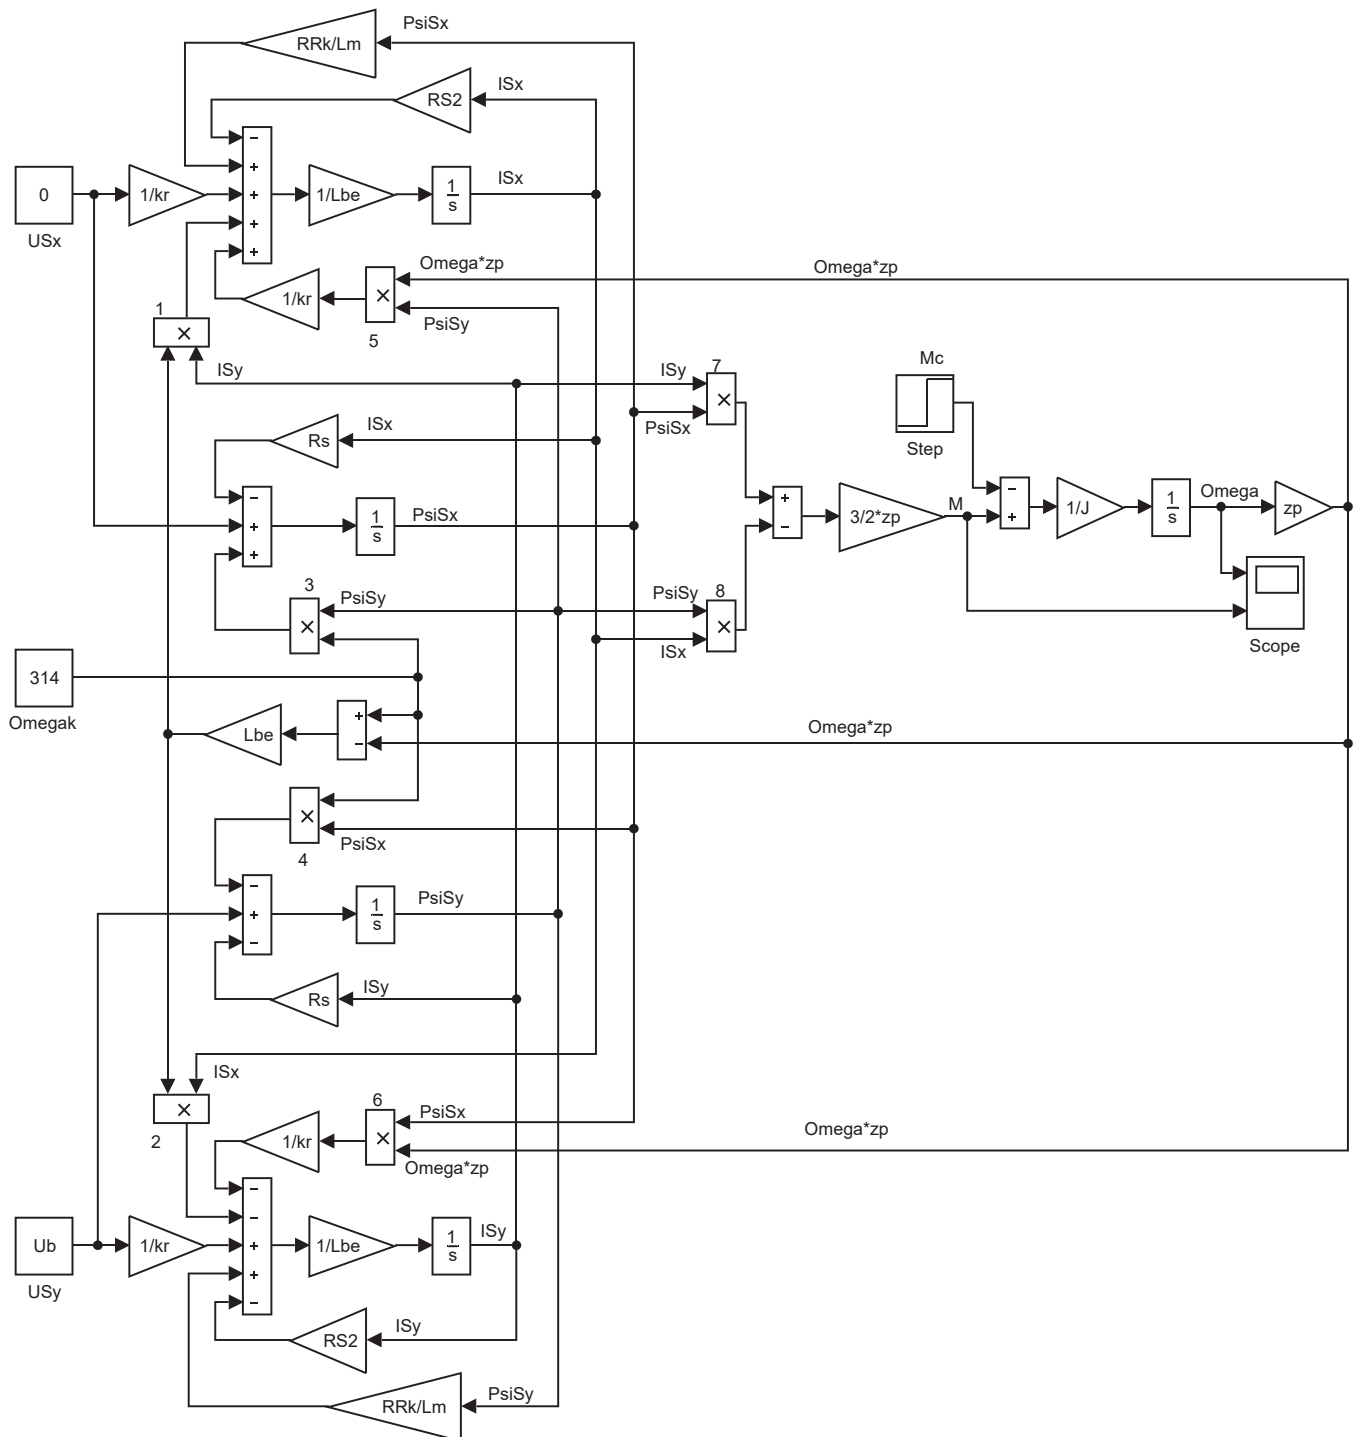 PsiSx
RRk/Lm
ISx
RS2
−
+
0
1/kr
+
1/Lbe
1
s
ISx
USx
+
+
Omega*zp
Omega*zp
1/kr
×
PsiSy
5
1
×
ISy
ISy
7
×
PsiSx
Mc
Step
ISx
Rs
−
+
+
1
s
PsiSx
+
−
3/2*zp
M
−
+
1/J
1
s
Omega
zp
3
PsiSy
×
PsiSy
8
×
ISx
Scope
314
Omegak
Lbe
+
−
Omega*zp
×
PsiSx
4
−
+
−
1
s
PsiSy
Rs
ISy
ISx
×
2
6
PsiSx
×
1/kr
Omega*zp
Omega*zp
−
−
Ub
1/kr
+
1/Lbe
1
s
ISy
USy
+
−
RS2
ISy
RRk/Lm
PsiSy